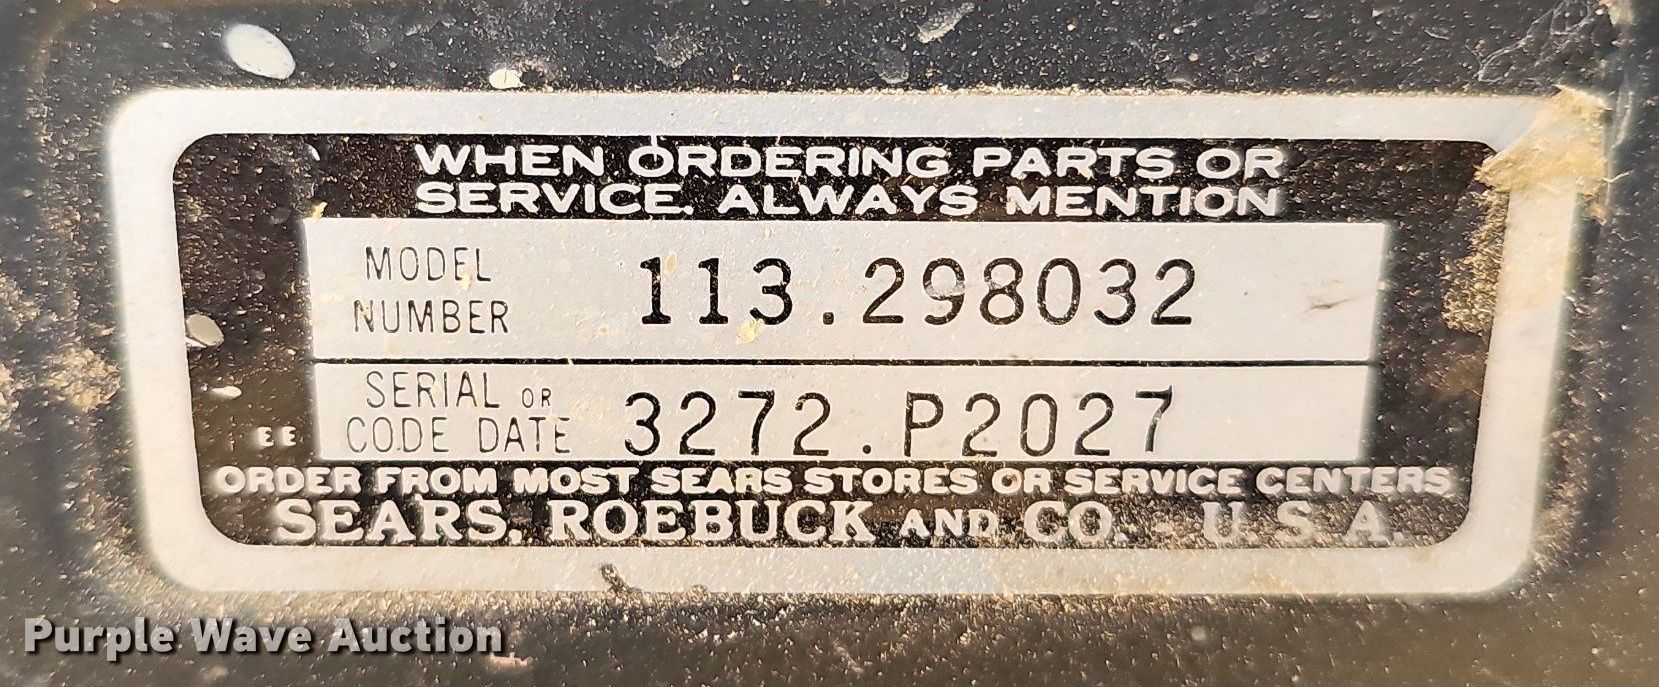 WHEN ORDERING PARTS OR
SERVICE, ALWAYS MENTION
MODEL
NUMBER 113.298032
SERIAL OR
CODE DATE 3272.P2027
EE
ORDER FROM MOST SEARS STORES OR SERVICE CENTERS
SEARS, ROEBUCK AND CO. - U.S.A.
Purple Wave Auction